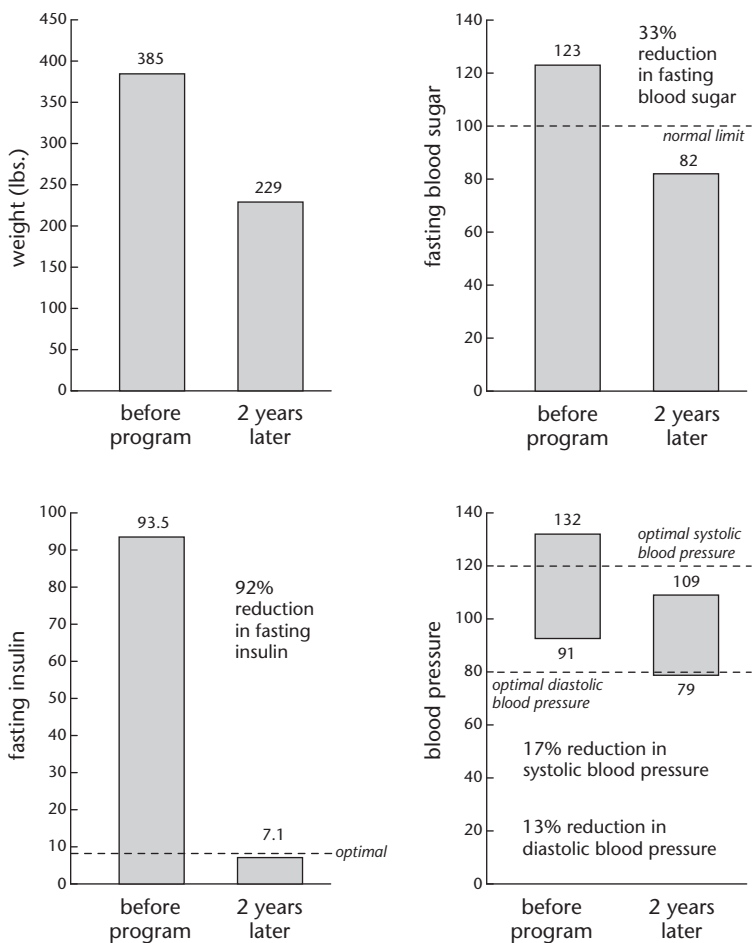 450
400
350
300
250
200
150
100
50
0
weight (lbs.)
385
229
before
program
2 years
later
140
120
100
80
60
40
20
0
fasting blood sugar
123
33%
reduction
in fasting
blood sugar
normal limit
82
before
program
2 years
later
100
90
80
70
60
50
40
30
20
10
0
fasting insulin
93.5
92%
reduction
in fasting
insulin
7.1
optimal
before
program
2 years
later
140
120
100
80
60
40
20
0
blood pressure
132
optimal systolic
blood pressure
109
91
optimal diastolic
blood pressure
79
17% reduction in
systolic blood pressure
13% reduction in
diastolic blood pressure
before
program
2 years
later